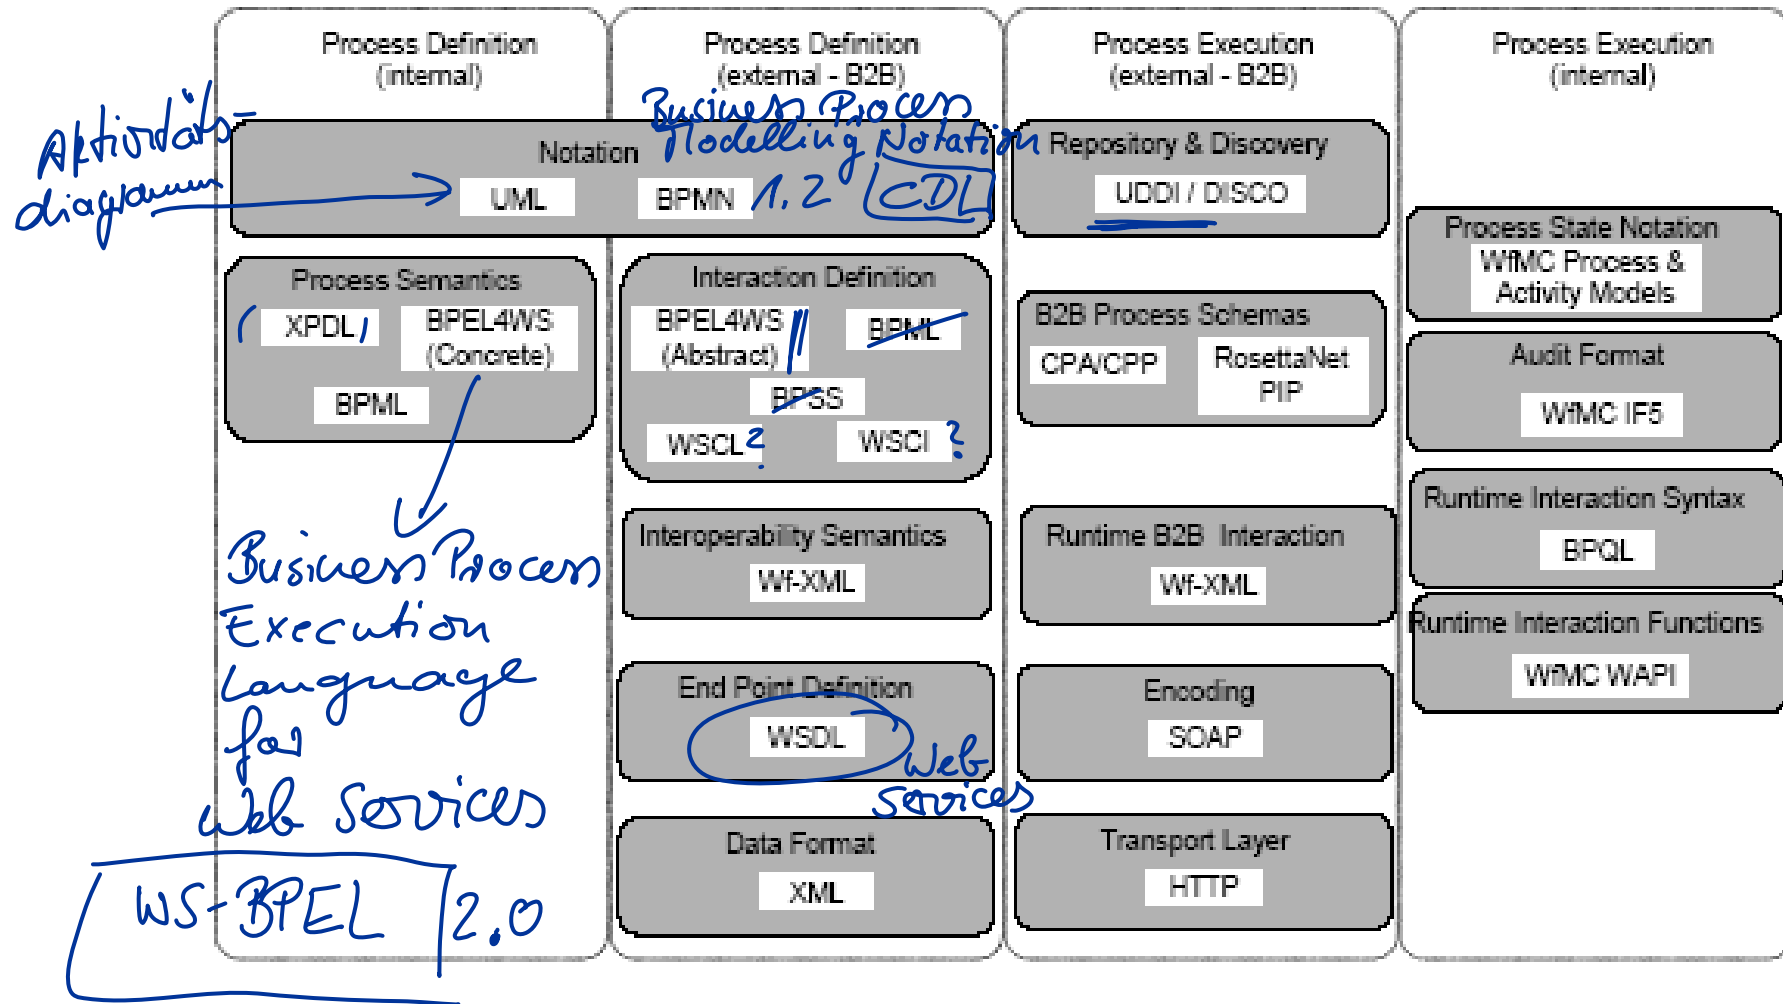 Process Definition
(internal)
Process Definition
(external - B2B)
Process Execution
(external - B2B)
Process Execution
(internal)
Aktivitäts-
diagramm
Business Process
Modelling Notation
Notation
UML
BPMN 1.2 CDL
Repository & Discovery
UDDI / DISCO
Process Semantics
XPDL
BPEL4WS
(Concrete)
BPML
Interaction Definition
BPEL4WS
(Abstract)
BPML
BPSS
WSCL ?
WSCI ?
B2B Process Schemas
CPA/CPP
RosettaNet
PIP
Process State Notation
WfMC Process &
Activity Models
Audit Format
WfMC IF5
Business Process
Execution
Language
for
Web Services
WS-BPEL 2.0
Interoperability Semantics
Wf-XML
Runtime B2B Interaction
Wf-XML
Runtime Interaction Syntax
BPQL
Runtime Interaction Functions
WfMC WAPI
End Point Definition
WSDL
Web
Services
Encoding
SOAP
Data Format
XML
Transport Layer
HTTP